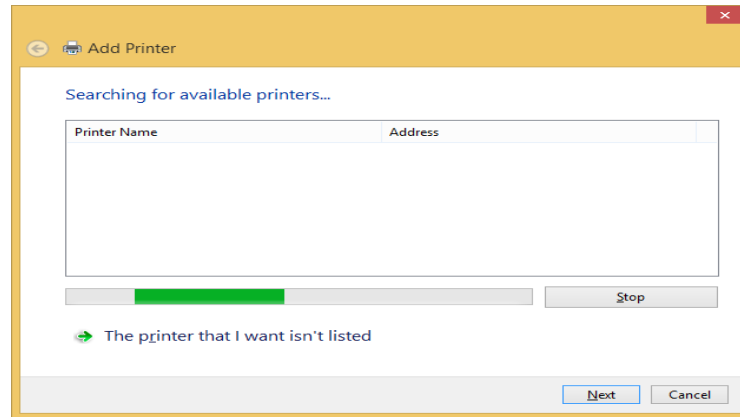 Add Printer
Searching for available printers...
Printer Name Address
Stop
The printer that I want isn't listed
Next Cancel